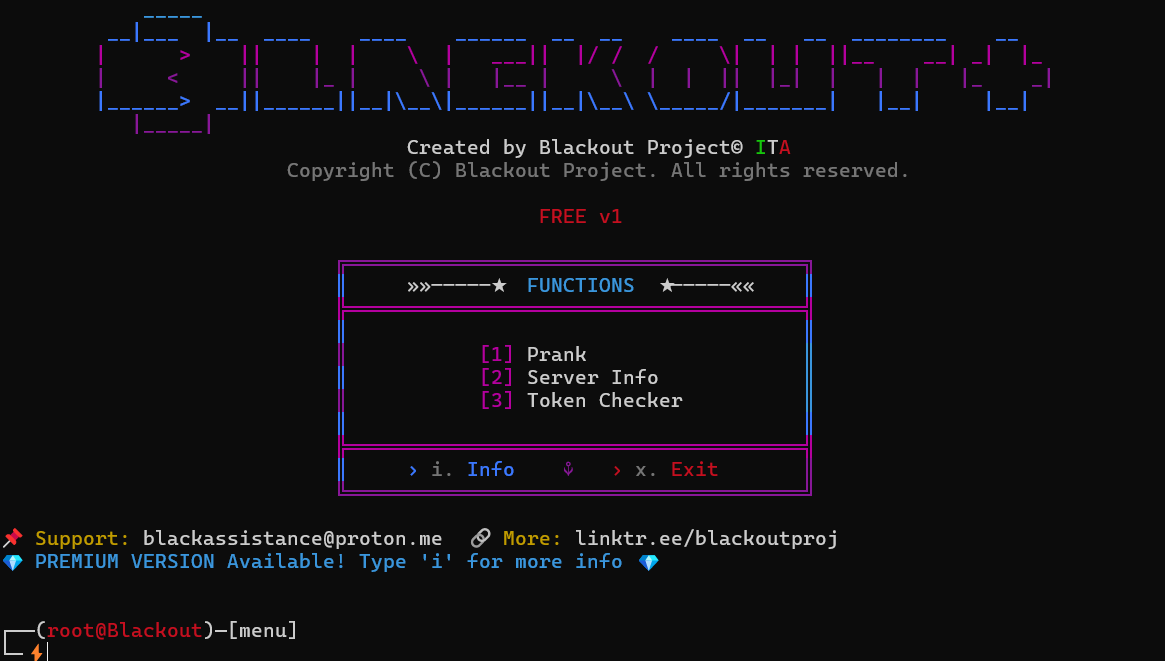 BLACKOUT+
Created by Blackout Project© ITA
Copyright (C) Blackout Project. All rights reserved.
FREE v1
»»─────★ FUNCTIONS ★─────««
[1] Prank
[2] Server Info
[3] Token Checker
› i. Info ⚓ › x. Exit
📌 Support: blackassistance@proton.me 🔗 More: linktr.ee/blackoutproj
💎 PREMIUM VERSION Available! Type 'i' for more info 💎
┌──(root@Blackout)─[menu]
└─ ⚡